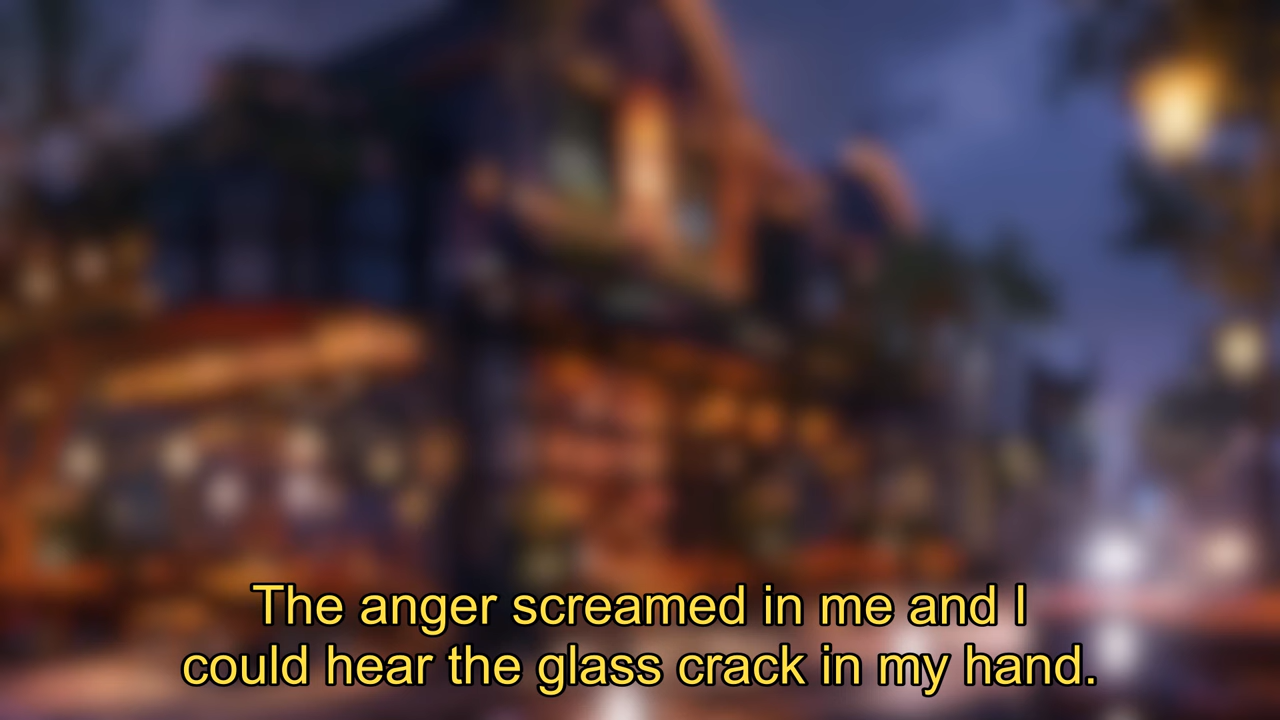 The anger screamed in me and I
could hear the glass crack in my hand.